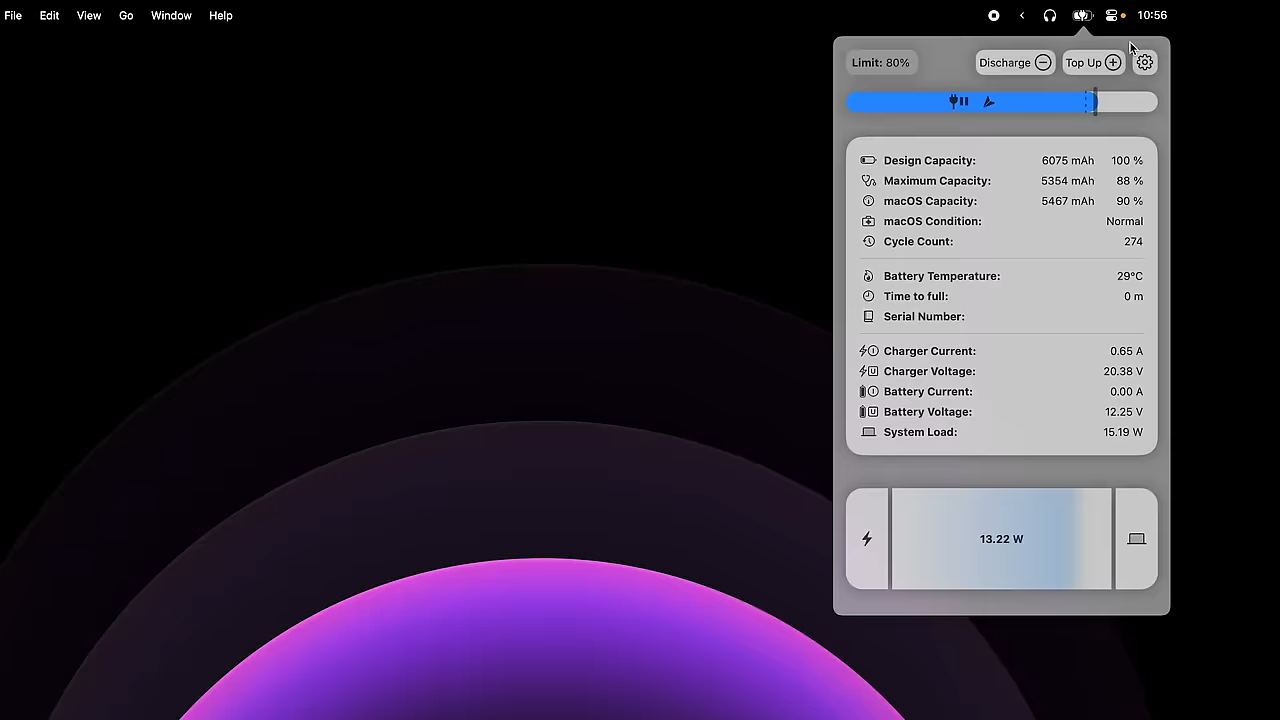 File Edit View Go Window Help 10:56
Limit: 80% Discharge Top Up
Design Capacity: 6075 mAh 100 %
Maximum Capacity: 5354 mAh 88 %
macOS Capacity: 5467 mAh 90 %
macOS Condition: Normal
Cycle Count: 274
Battery Temperature: 29°C
Time to full: 0 m
Serial Number:
Charger Current: 0.65 A
Charger Voltage: 20.38 V
Battery Current: 0.00 A
Battery Voltage: 12.25 V
System Load: 15.19 W
13.22 W